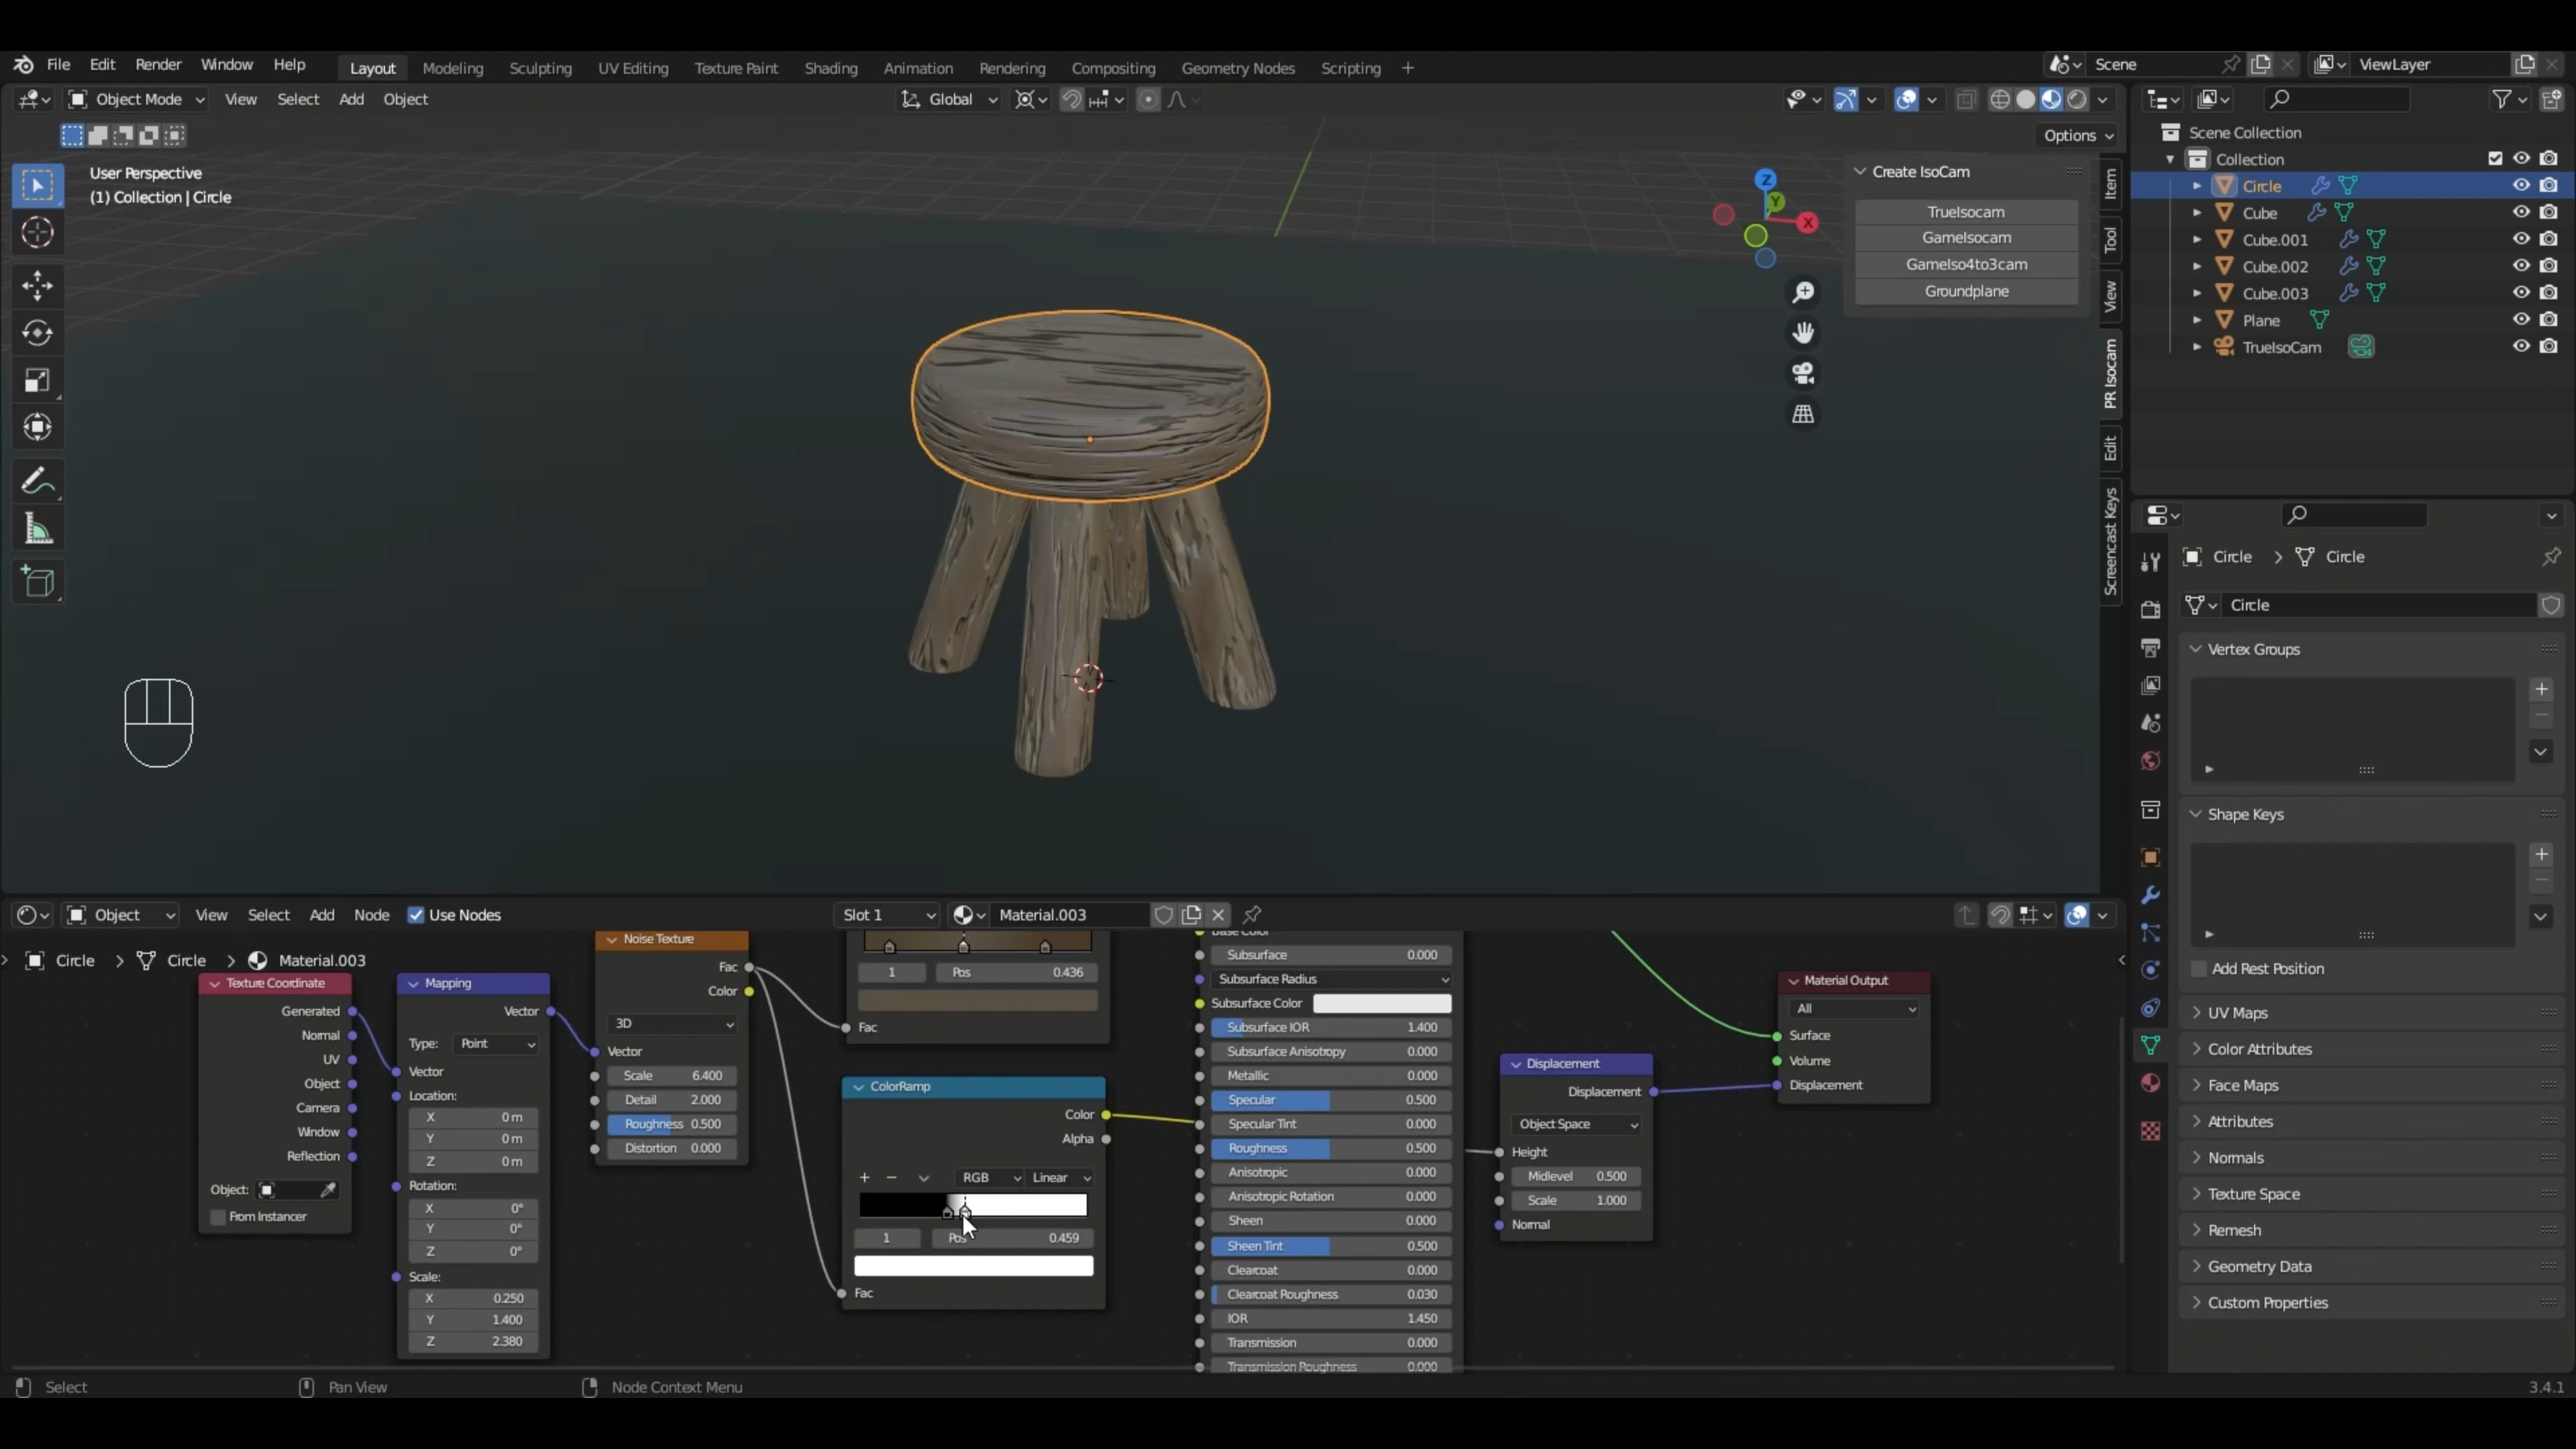 File Edit Render Window Help Layout Modeling Sculpting UV Editing Texture Paint Shading Animation Rendering Compositing Geometry Nodes Scripting + Scene ViewLayer
Object Mode View Select Add Object Global
Options
User Perspective
(1) Collection | Circle
Z
Y
X
Create IsoCam
TrueIsocam
GameIsocam
GameIso4to3cam
Groundplane
Item
Tool
View
PR Isocam
Edit
Screencast Keys
Scene Collection
Collection
Circle
Cube
Cube.001
Cube.002
Cube.003
Plane
TrueIsoCam
Circle > Circle
Circle
Vertex Groups
Shape Keys
Add Rest Position
UV Maps
Color Attributes
Face Maps
Attributes
Normals
Texture Space
Remesh
Geometry Data
Custom Properties
Object View Select Add Node Use Nodes Slot 1 Material.003
Circle > Circle > Material.003
Texture Coordinate
Generated
Normal
UV
Object
Camera
Window
Reflection
Object:
From Instancer
Mapping
Vector
Type: Point
Vector
Location:
X 0 m
Y 0 m
Z 0 m
Rotation:
X 0°
Y 0°
Z 0°
Scale:
X 0.250
Y 1.400
Z 2.380
Noise Texture
Fac
Color
3D
Vector
Scale 6.400
Detail 2.000
Roughness 0.500
Distortion 0.000
1 Pos 0.436
Fac
ColorRamp
Color
Alpha
+ − RGB Linear
1 Pos 0.459
Fac
Base Color
Subsurface 0.000
Subsurface Radius
Subsurface Color
Subsurface IOR 1.400
Subsurface Anisotropy 0.000
Metallic 0.000
Specular 0.500
Specular Tint 0.000
Roughness 0.500
Anisotropic 0.000
Anisotropic Rotation 0.000
Sheen 0.000
Sheen Tint 0.500
Clearcoat 0.000
Clearcoat Roughness 0.030
IOR 1.450
Transmission 0.000
Transmission Roughness 0.000
Displacement
Displacement
Object Space
Height
Midlevel 0.500
Scale 1.000
Normal
Material Output
All
Surface
Volume
Displacement
Select Pan View Node Context Menu 3.4.1